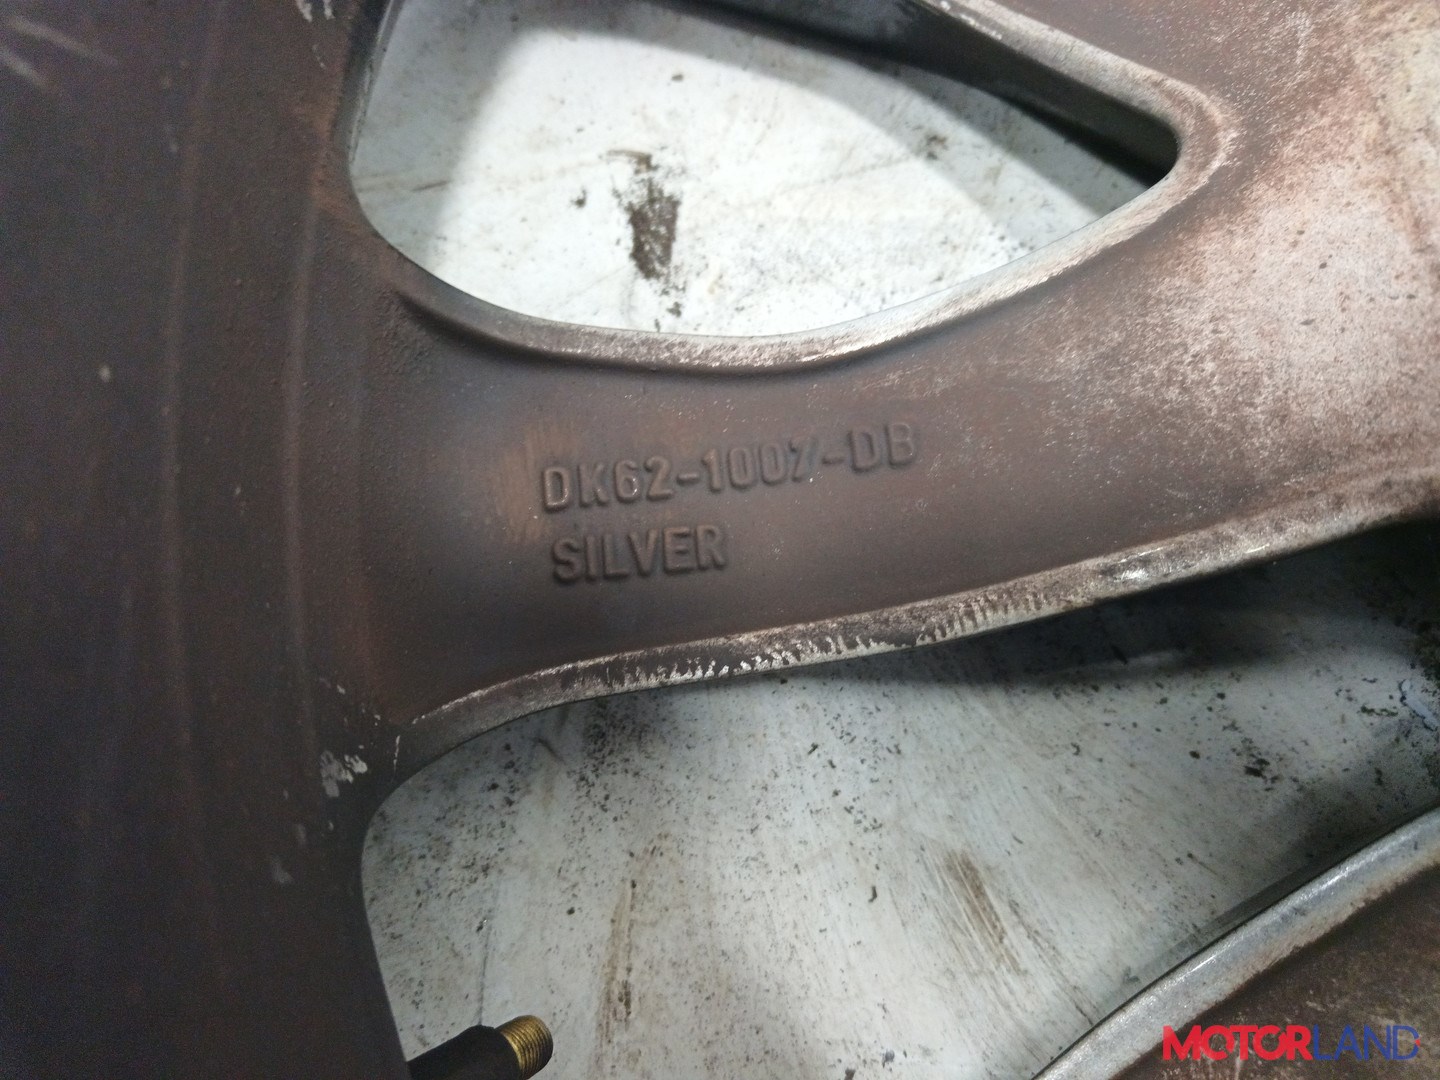 DK62-1007-DB
SILVER
MOTORLAND